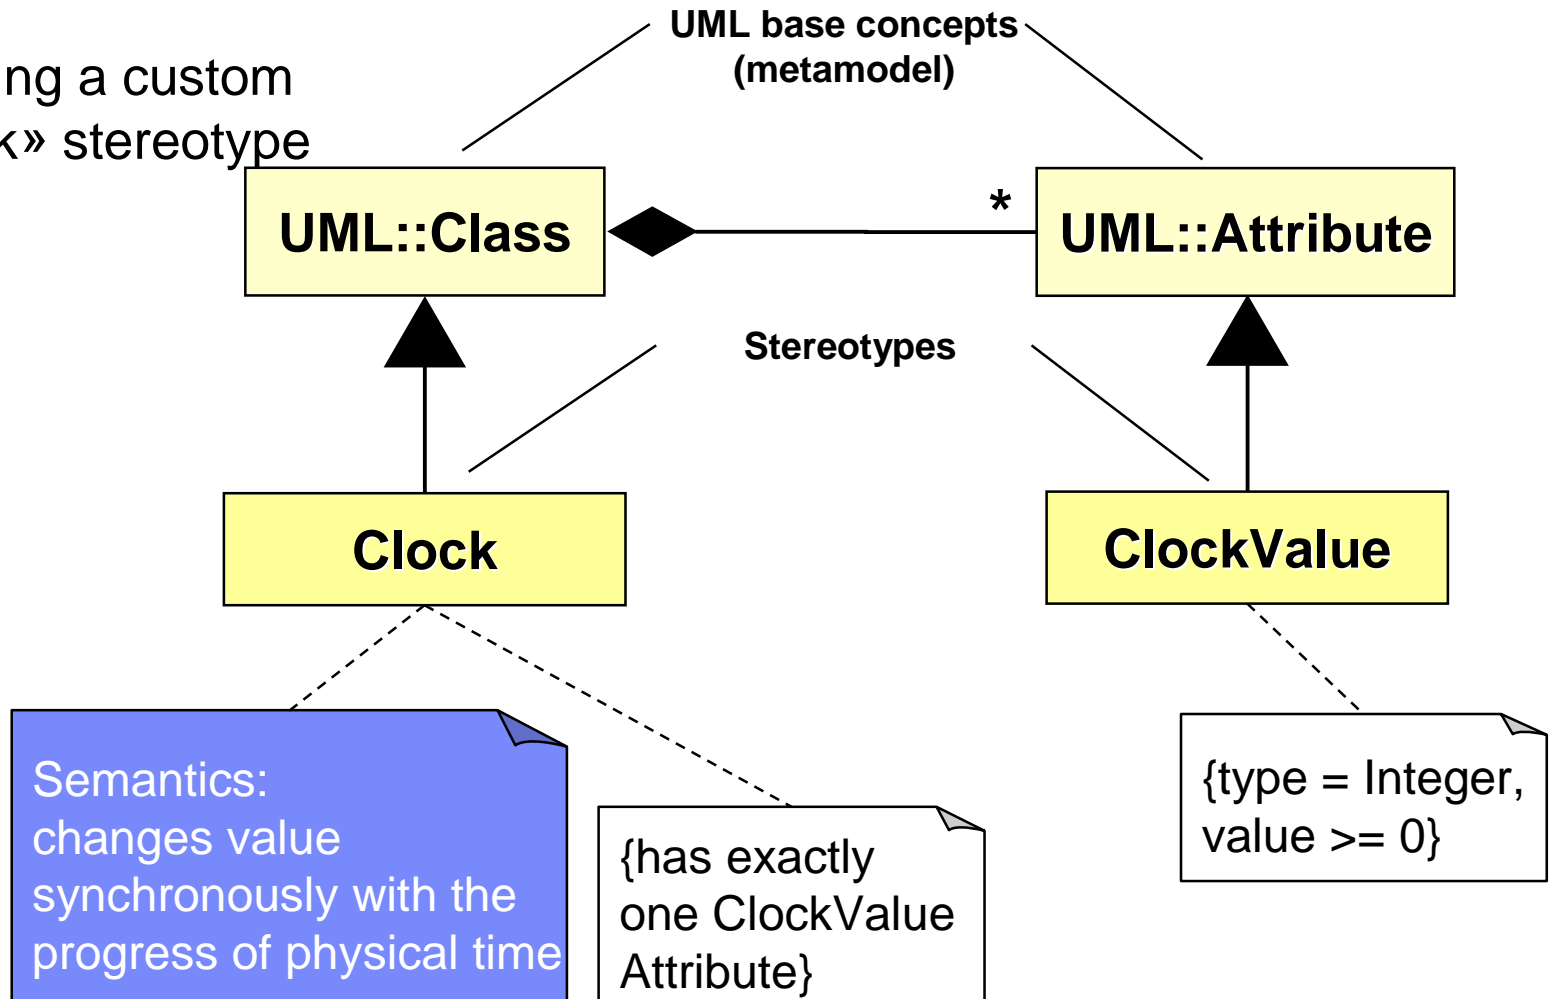 UML base concepts
(metamodel)
ng a custom
k» stereotype
UML::Class
*
UML::Attribute
Stereotypes
Clock
ClockValue
Semantics:
changes value
synchronously with the
progress of physical time
{has exactly
one ClockValue
Attribute}
{type = Integer,
value >= 0}